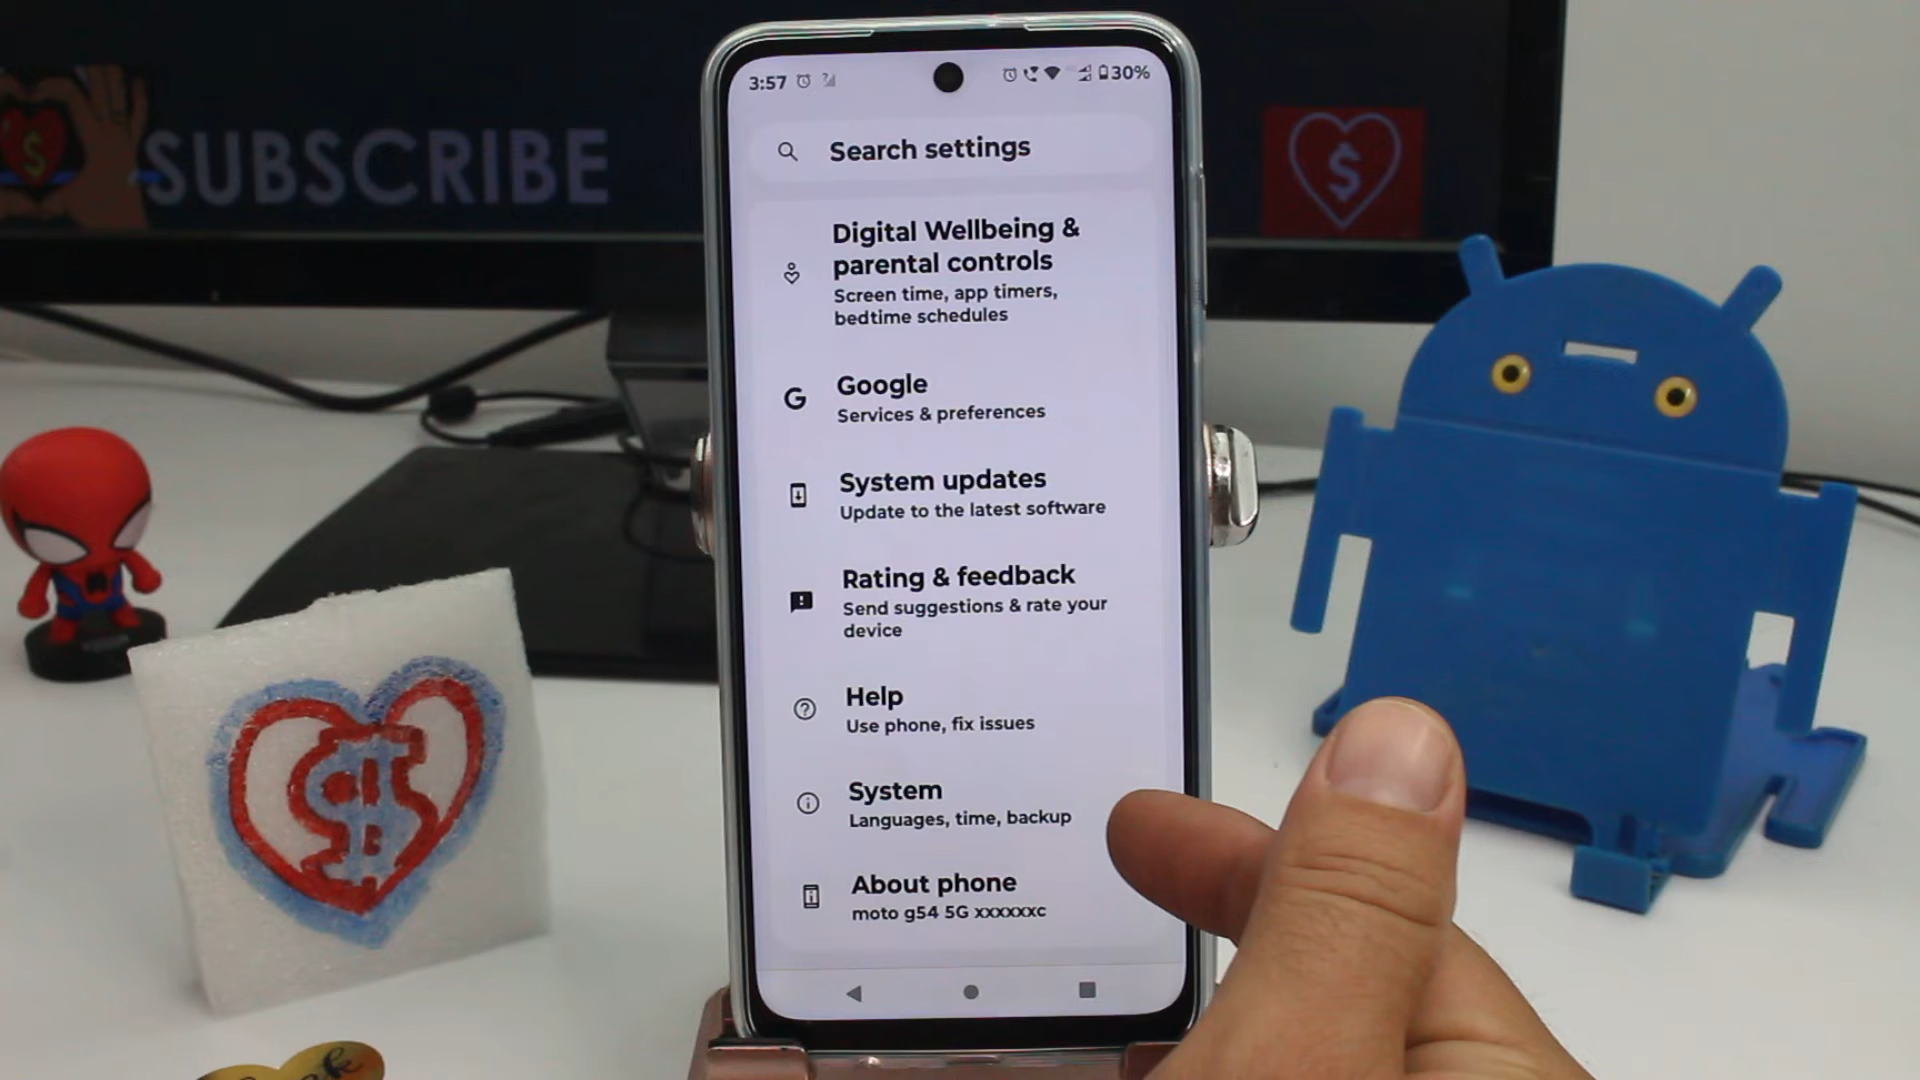 SUBSCRIBE
$
$
3:57
30%
Search settings
Digital Wellbeing &
parental controls
Screen time, app timers,
bedtime schedules
Google
Services & preferences
System updates
Update to the latest software
Rating & feedback
Send suggestions & rate your
device
Help
Use phone, fix issues
System
Languages, time, backup
About phone
moto g54 5G xxxxxxc